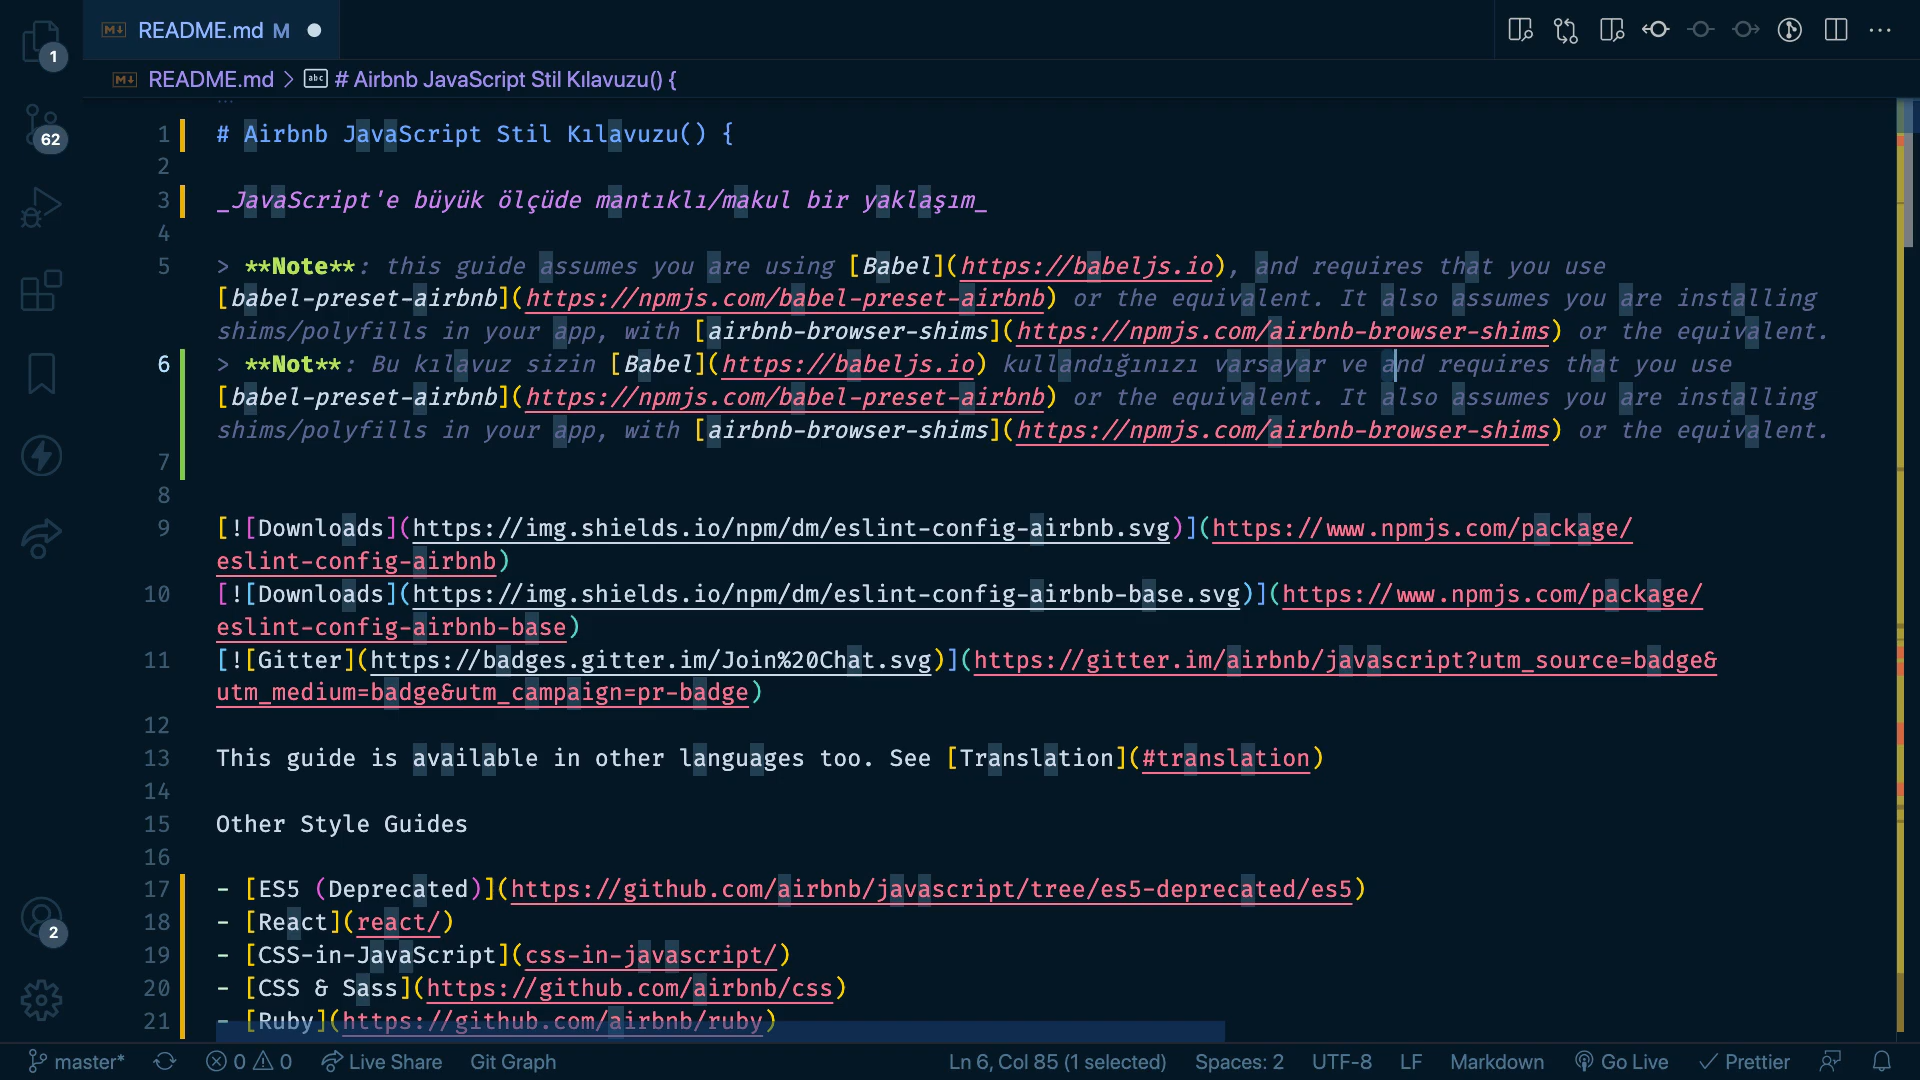 README.md M
README.md > # Airbnb JavaScript Stil Kılavuzu() {
1
62
2
1 # Airbnb JavaScript Stil Kılavuzu() {
2
3 _JavaScript'e büyük ölçüde mantıklı/makul bir yaklaşım_
4
5 > **Note**: this guide assumes you are using [Babel](https://babeljs.io), and requires that you use
[babel-preset-airbnb](https://npmjs.com/babel-preset-airbnb) or the equivalent. It also assumes you are installing
shims/polyfills in your app, with [airbnb-browser-shims](https://npmjs.com/airbnb-browser-shims) or the equivalent.
6 > **Not**: Bu kılavuz sizin [Babel](https://babeljs.io) kullandığınızı varsayar ve and requires that you use
[babel-preset-airbnb](https://npmjs.com/babel-preset-airbnb) or the equivalent. It also assumes you are installing
shims/polyfills in your app, with [airbnb-browser-shims](https://npmjs.com/airbnb-browser-shims) or the equivalent.
7
8
9 [![Downloads](https://img.shields.io/npm/dm/eslint-config-airbnb.svg)](https://www.npmjs.com/package/
eslint-config-airbnb)
10 [![Downloads](https://img.shields.io/npm/dm/eslint-config-airbnb-base.svg)](https://www.npmjs.com/package/
eslint-config-airbnb-base)
11 [![Gitter](https://badges.gitter.im/Join%20Chat.svg)](https://gitter.im/airbnb/javascript?utm_source=badge&
utm_medium=badge&utm_campaign=pr-badge)
12
13 This guide is available in other languages too. See [Translation](#translation)
14
15 Other Style Guides
16
17 - [ES5 (Deprecated)](https://github.com/airbnb/javascript/tree/es5-deprecated/es5)
18 - [React](react/)
19 - [CSS-in-JavaScript](css-in-javascript/)
20 - [CSS & Sass](https://github.com/airbnb/css)
21 - [Ruby](https://github.com/airbnb/ruby)
master* 0 0 Live Share Git Graph Ln 6, Col 85 (1 selected) Spaces: 2 UTF-8 LF Markdown Go Live Prettier